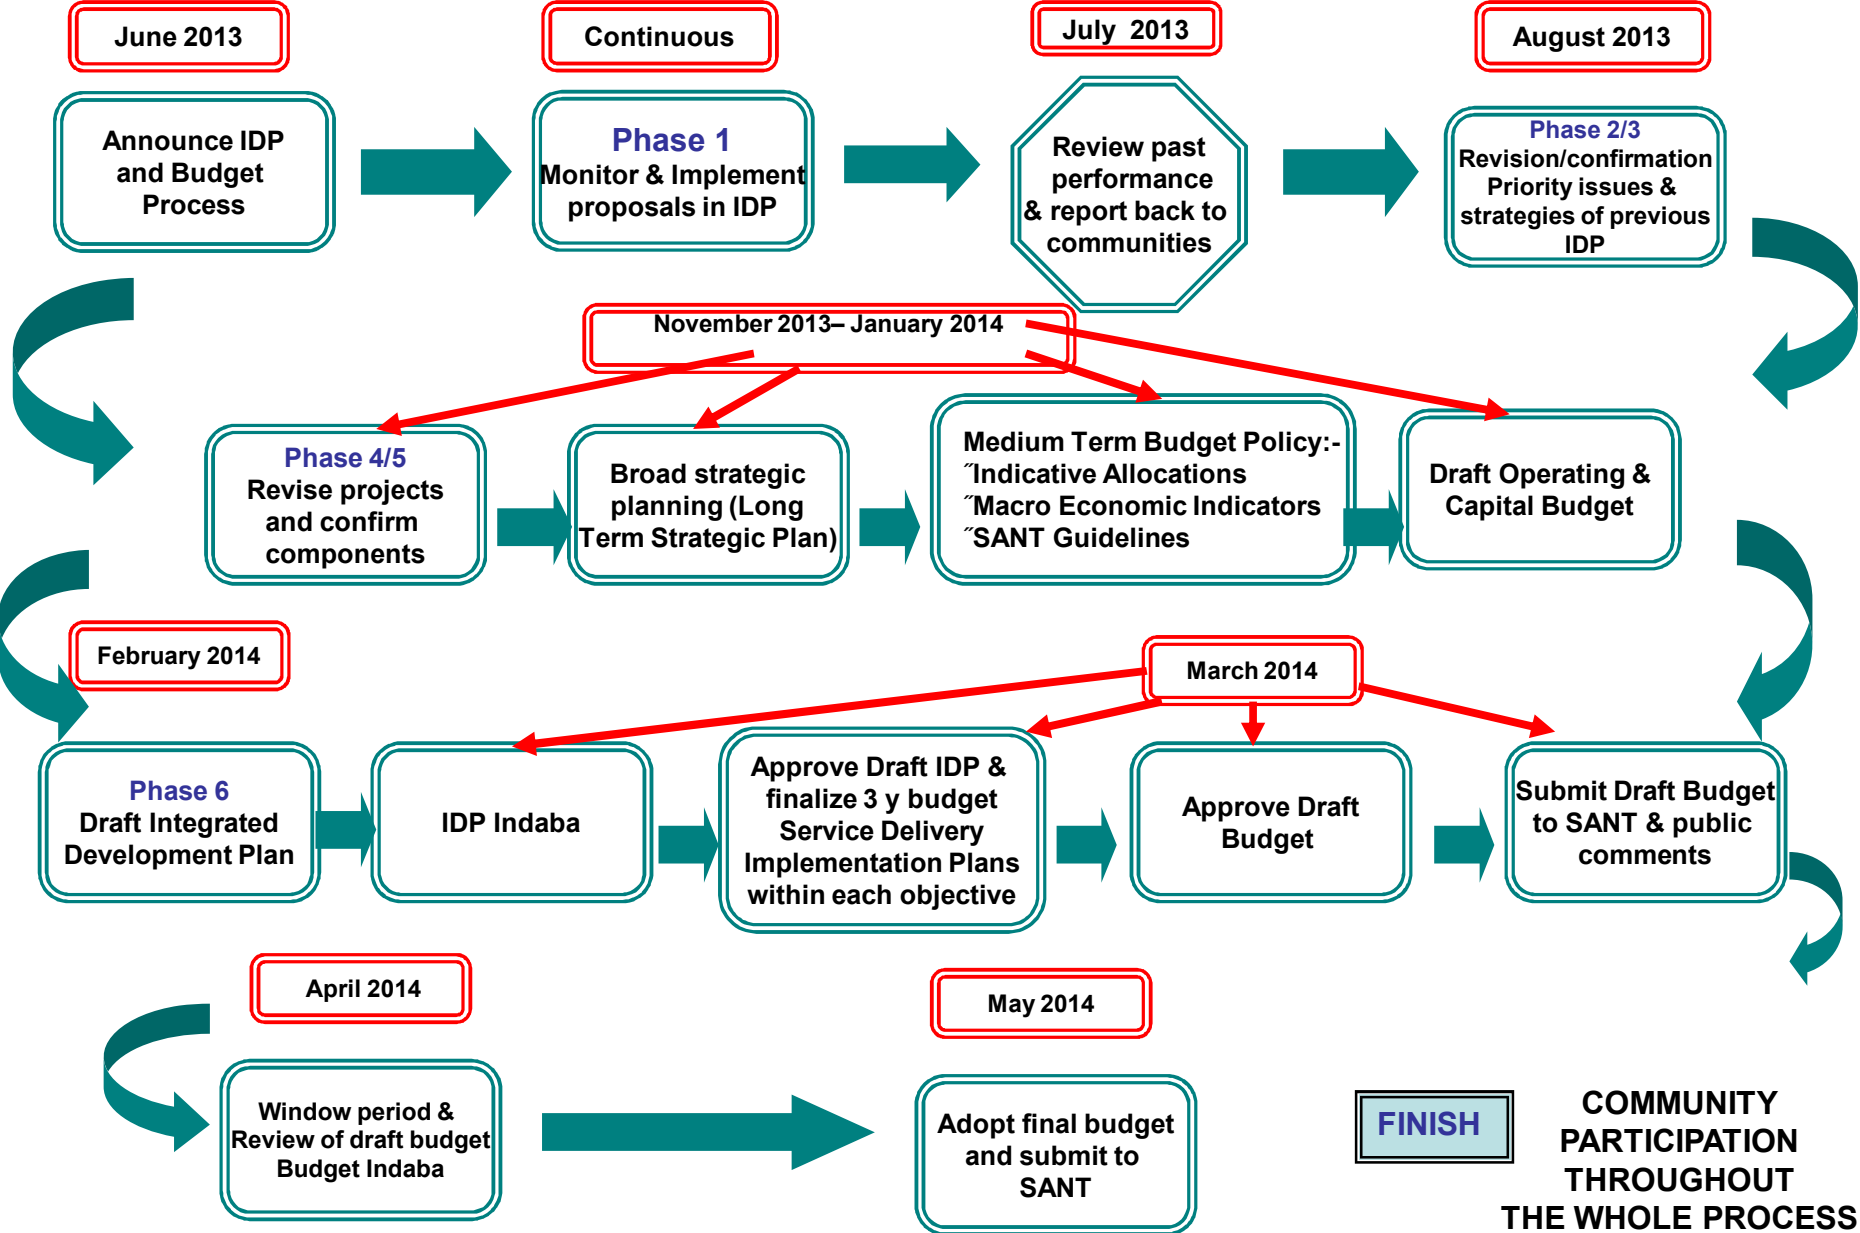 June 2013
Continuous
July 2013
August 2013
Announce IDP
and Budget
Process
Phase 1
Monitor & Implement
proposals in IDP
Review past
performance
& report back to
communities
Phase 2/3
Revision/confirmation
Priority issues &
strategies of previous
IDP
November 2013– January 2014
Phase 4/5
Revise projects
and confirm
components
Broad strategic
planning (Long
Term Strategic Plan)
Medium Term Budget Policy:-
˝Indicative Allocations
˝Macro Economic Indicators
˝SANT Guidelines
Draft Operating &
Capital Budget
February 2014
March 2014
Phase 6
Draft Integrated
Development Plan
IDP Indaba
Approve Draft IDP &
finalize 3 y budget
Service Delivery
Implementation Plans
within each objective
Approve Draft
Budget
Submit Draft Budget
to SANT & public
comments
April 2014
May 2014
Window period &
Review of draft budget
Budget Indaba
Adopt final budget
and submit to
SANT
FINISH
COMMUNITY
PARTICIPATION
THROUGHOUT
THE WHOLE PROCESS